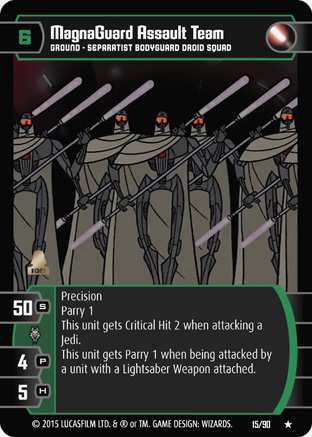 6
MagnaGuard Assault Team
GROUND - SEPARATIST BODYGUARD DROID SQUAD
50 S
Precision
Parry 1
This unit gets Critical Hit 2 when attacking a
Jedi.
This unit gets Parry 1 when being attacked by
a unit with a Lightsaber Weapon attached.
4 P
5 H
© 2015 LUCASFILM LTD. & ® or TM. GAME DESIGN: WIZARDS.
15/90